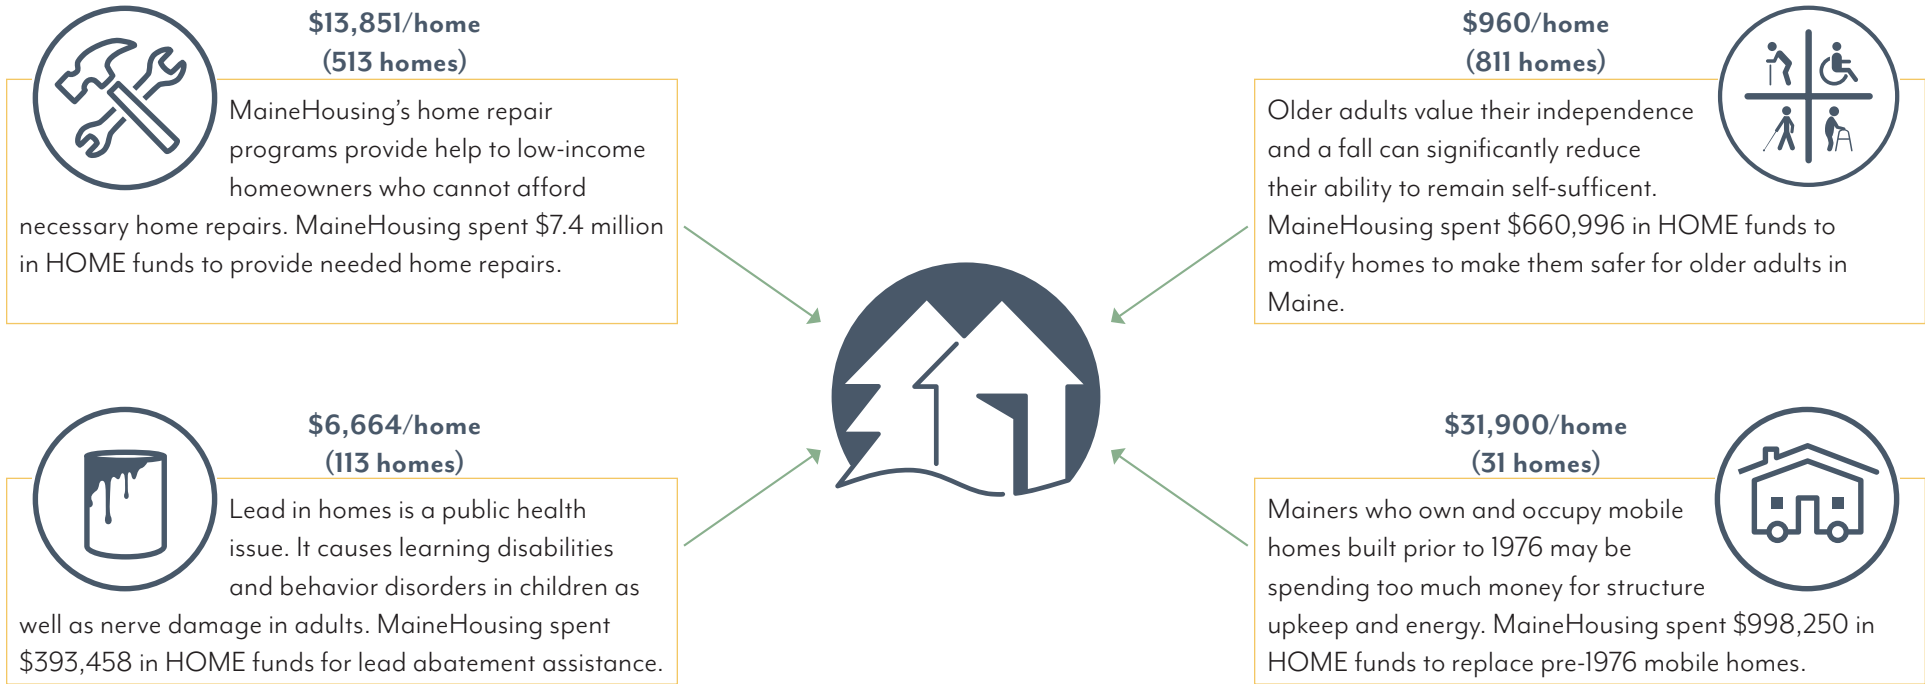 $13,851/home
(513 homes)
MaineHousing’s home repair
programs provide help to low-income
homeowners who cannot afford
necessary home repairs. MaineHousing spent $7.4 million
in HOME funds to provide needed home repairs.
$960/home
(811 homes)
Older adults value their independence
and a fall can significantly reduce
their ability to remain self-sufficent.
MaineHousing spent $660,996 in HOME funds to
modify homes to make them safer for older adults in
Maine.
$6,664/home
(113 homes)
Lead in homes is a public health
issue. It causes learning disabilities
and behavior disorders in children as
well as nerve damage in adults. MaineHousing spent
$393,458 in HOME funds for lead abatement assistance.
$31,900/home
(31 homes)
Mainers who own and occupy mobile
homes built prior to 1976 may be
spending too much money for structure
upkeep and energy. MaineHousing spent $998,250 in
HOME funds to replace pre-1976 mobile homes.